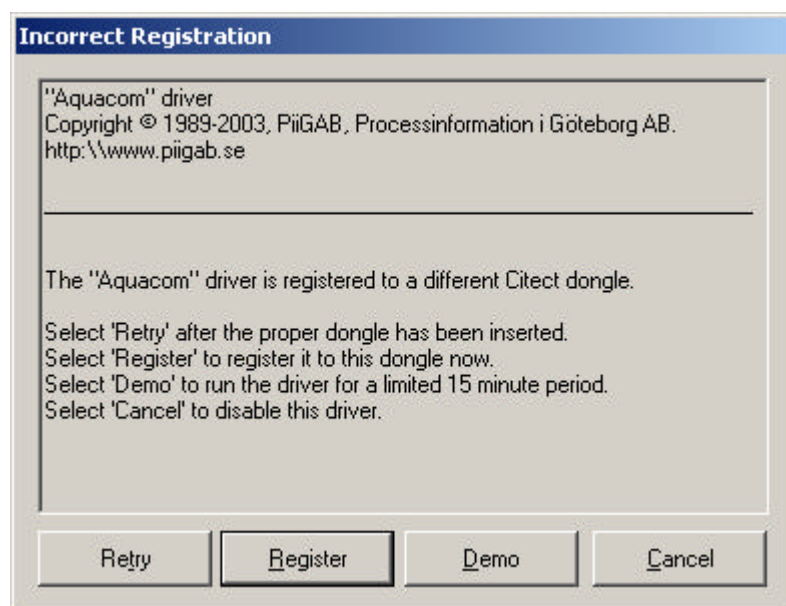 Incorrect Registration
"Aquacom" driver
Copyright © 1989-2003, PiiGAB, Processinformation i Göteborg AB.
http:\\www.piigab.se
The "Aquacom" driver is registered to a different Citect dongle.
Select 'Retry' after the proper dongle has been inserted.
Select 'Register' to register it to this dongle now.
Select 'Demo' to run the driver for a limited 15 minute period.
Select 'Cancel' to disable this driver.
Retry Register Demo Cancel